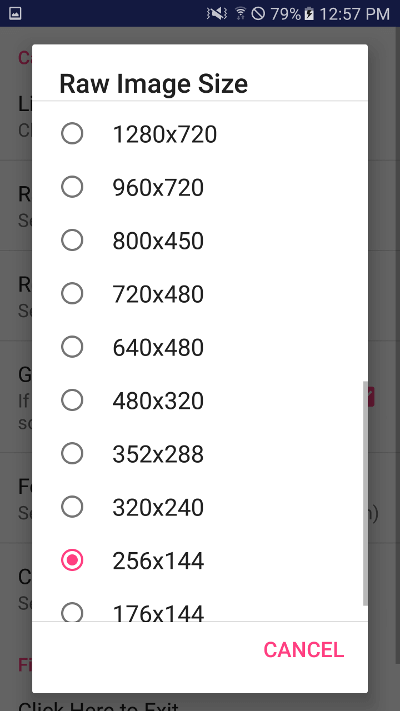 79% 12:57 PM
Raw Image Size
1280x720
960x720
800x450
720x480
640x480
480x320
352x288
320x240
256x144
176x144
CANCEL
Click Here to Exit